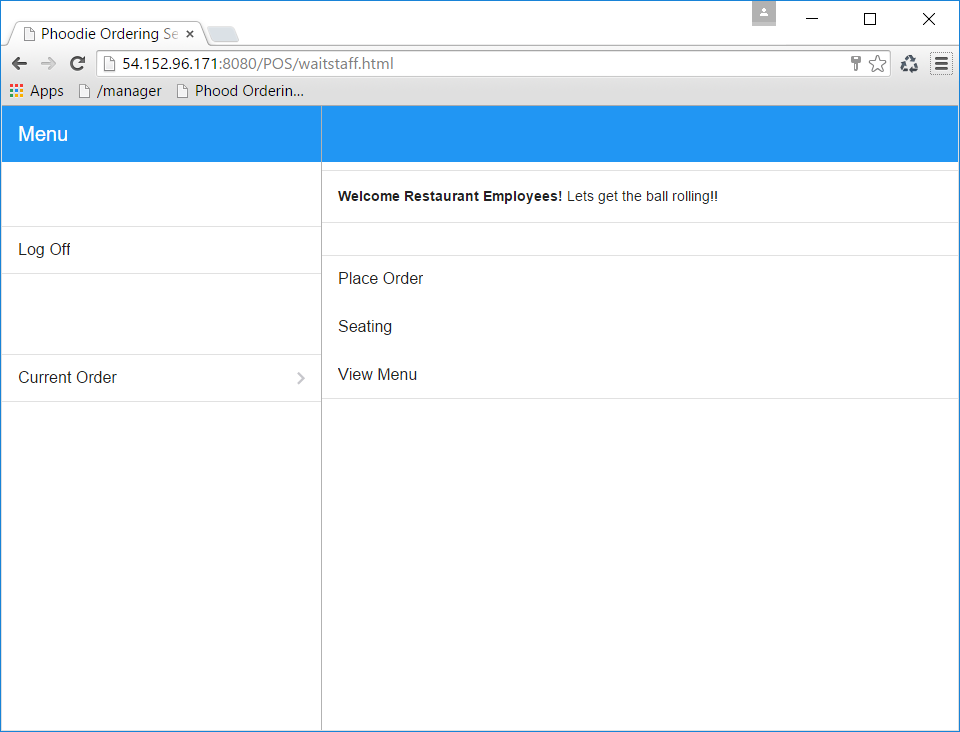 Phoodie Ordering Se
54.152.96.171:8080/POS/waitstaff.html
Apps /manager Phood Orderin...
Menu
Log Off
Current Order
Welcome Restaurant Employees! Lets get the ball rolling!!
Place Order
Seating
View Menu